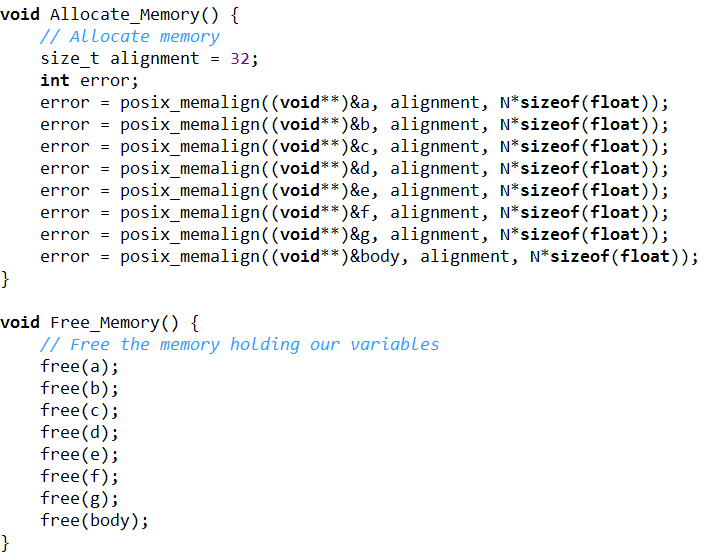 void Allocate_Memory() {
    // Allocate memory
    size_t alignment = 32;
    int error;
    error = posix_memalign((void**)&a, alignment, N*sizeof(float));
    error = posix_memalign((void**)&b, alignment, N*sizeof(float));
    error = posix_memalign((void**)&c, alignment, N*sizeof(float));
    error = posix_memalign((void**)&d, alignment, N*sizeof(float));
    error = posix_memalign((void**)&e, alignment, N*sizeof(float));
    error = posix_memalign((void**)&f, alignment, N*sizeof(float));
    error = posix_memalign((void**)&g, alignment, N*sizeof(float));
    error = posix_memalign((void**)&body, alignment, N*sizeof(float));
}

void Free_Memory() {
    // Free the memory holding our variables
    free(a);
    free(b);
    free(c);
    free(d);
    free(e);
    free(f);
    free(g);
    free(body);
}